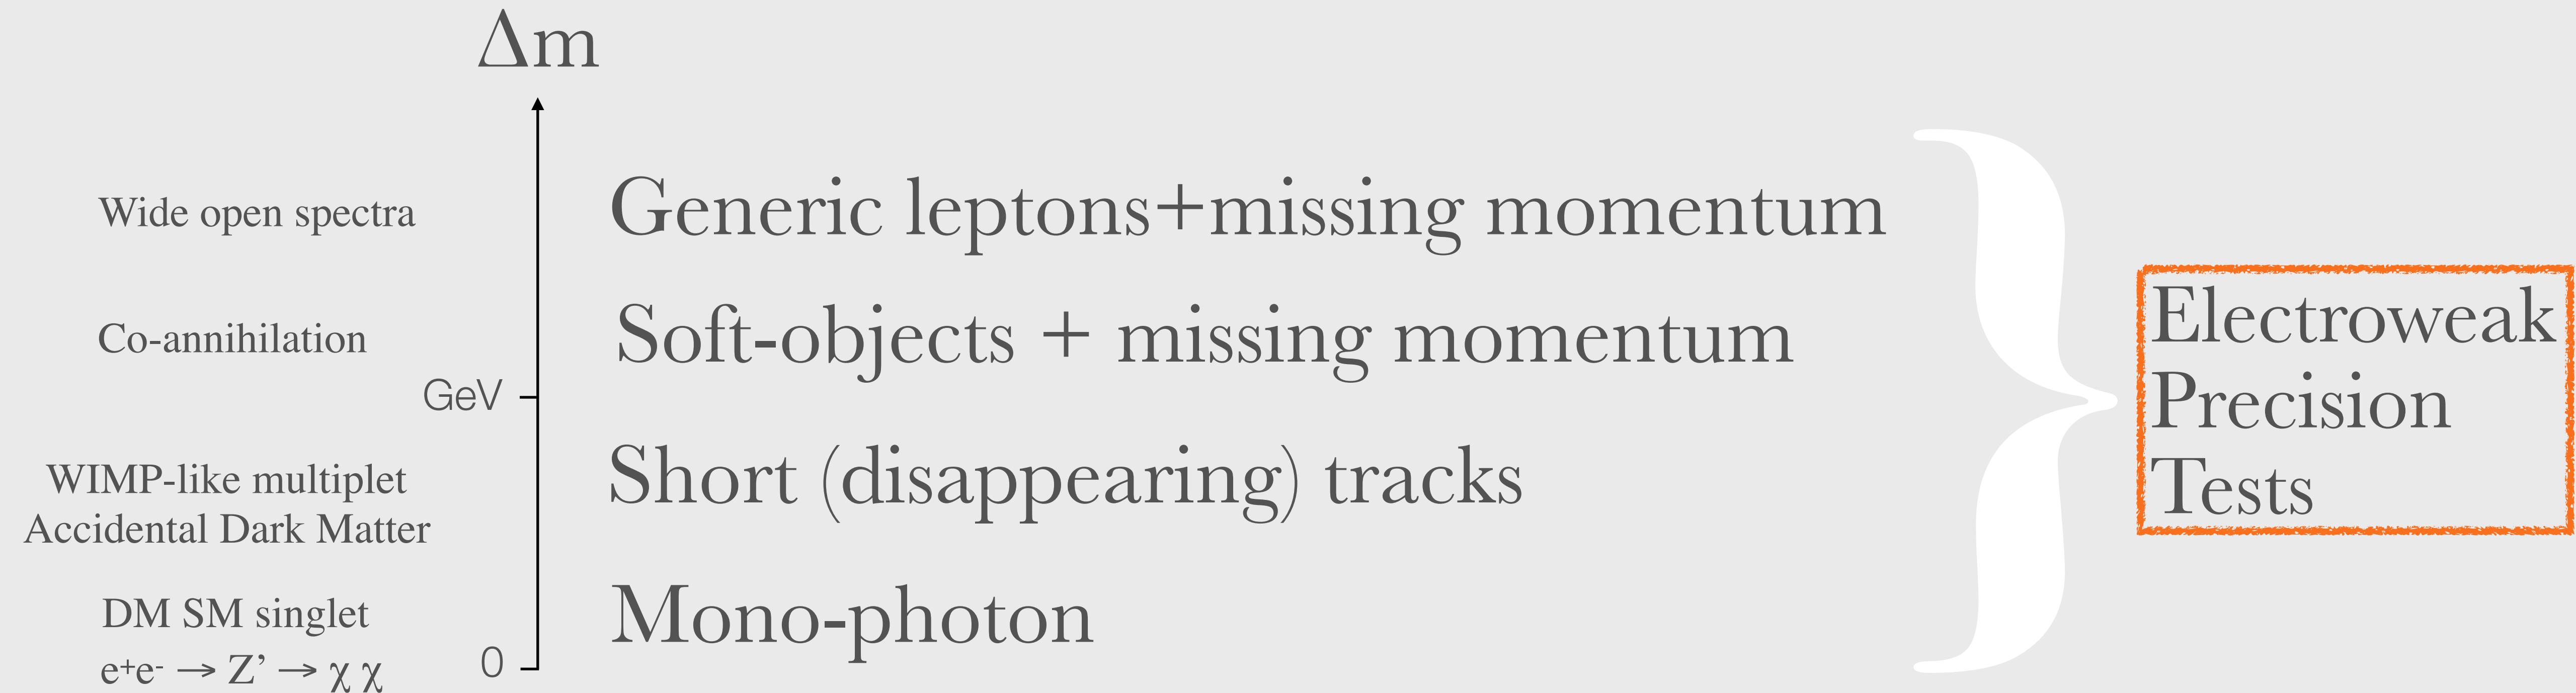 Δm
Wide open spectra
Generic leptons+missing momentum
Co-annihilation
Soft-objects + missing momentum
GeV
WIMP-like multiplet
Accidental Dark Matter
Short (disappearing) tracks
DM SM singlet
e⁺e⁻ → Z’ → χ χ
Mono-photon
0
}
Electroweak
Precision
Tests